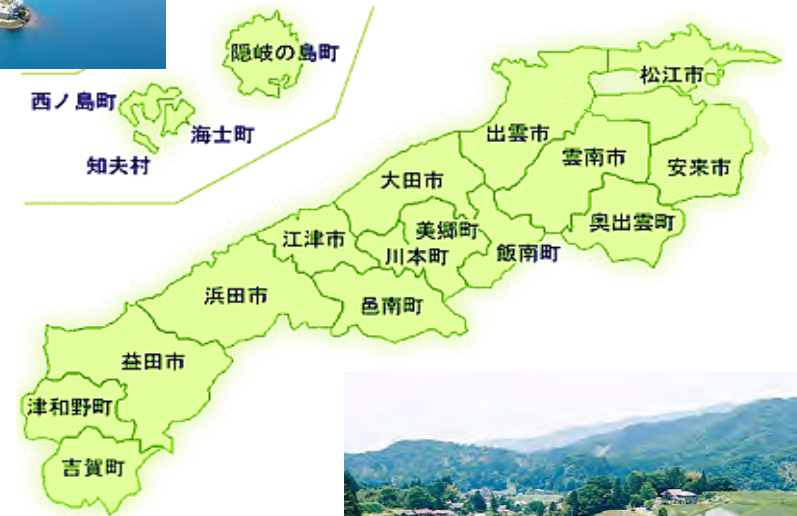 隠岐の島町
西ノ島町
海士町
知夫村
松江市
出雲市
雲南市
安来市
大田市
奥出雲町
美郷町
江津市
川本町
飯南町
浜田市
邑南町
益田市
津和野町
吉賀町